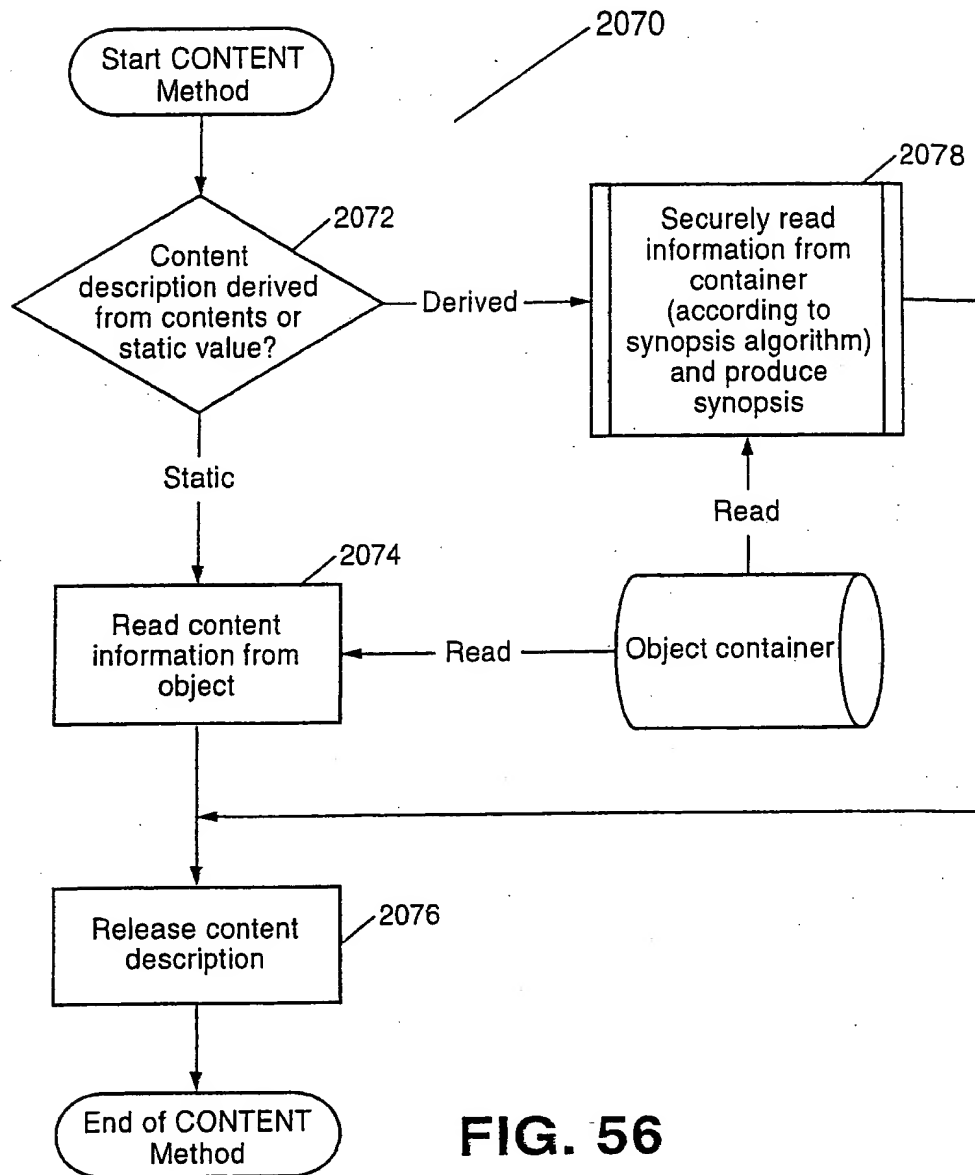 2070
Start CONTENT
Method
2072
Content
description derived
from contents or
static value?
Derived
2078
Securely read
information from
container
(according to
synopsis algorithm)
and produce
synopsis
Static
Read
2074
Read content
information from
object
Read
Object container
2076
Release content
description
End of CONTENT
Method
FIG. 56